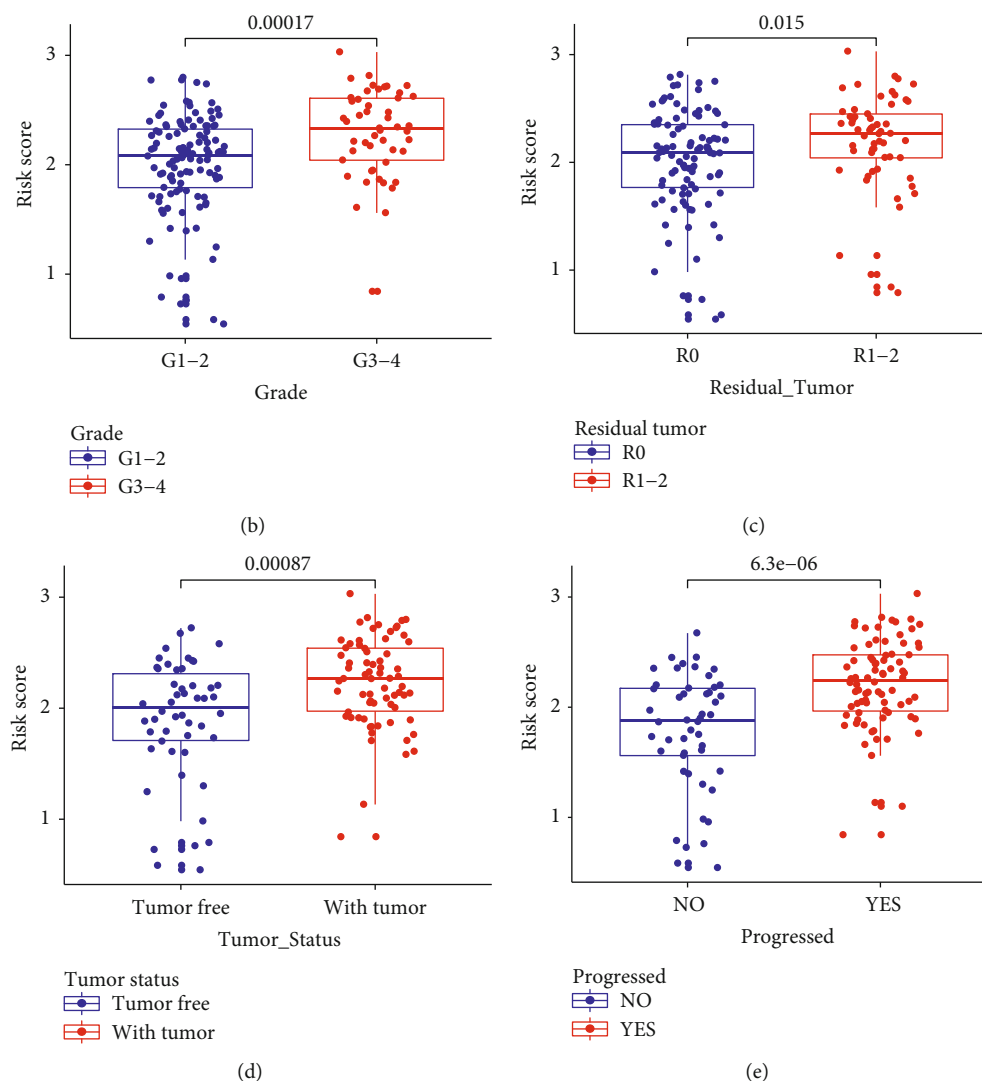 0.00017
3
2
1
Risk score
G1−2
G3−4
Grade
Grade
G1−2
G3−4
(b)
0.015
3
2
1
Risk score
R0
R1−2
Residual_Tumor
Residual tumor
R0
R1−2
(c)
0.00087
3
2
1
Risk score
Tumor free
With tumor
Tumor_Status
Tumor status
Tumor free
With tumor
(d)
6.3e−06
3
2
1
Risk score
NO
YES
Progressed
Progressed
NO
YES
(e)